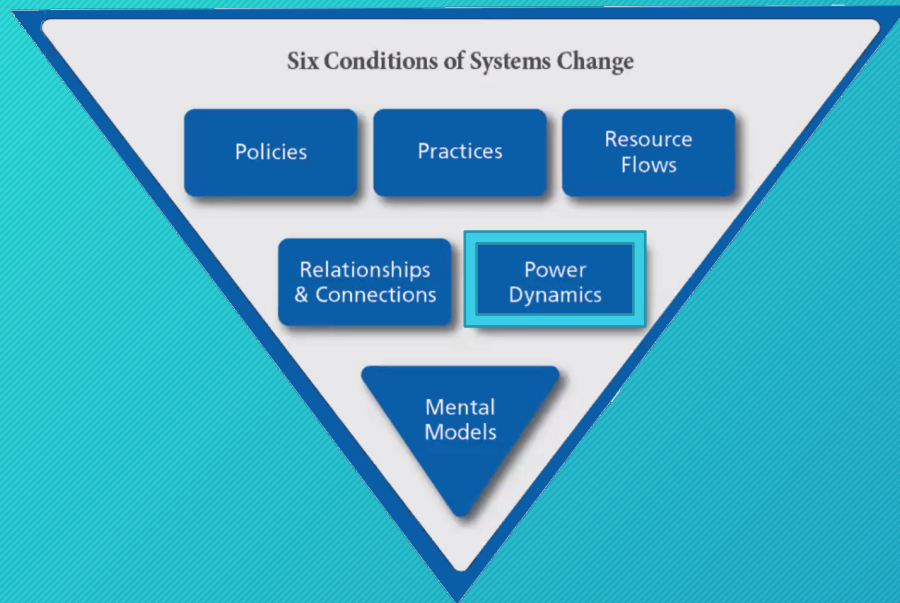 Six Conditions of Systems Change
Policies
Practices
Resource
Flows
Relationships
& Connections
Power
Dynamics
Mental
Models